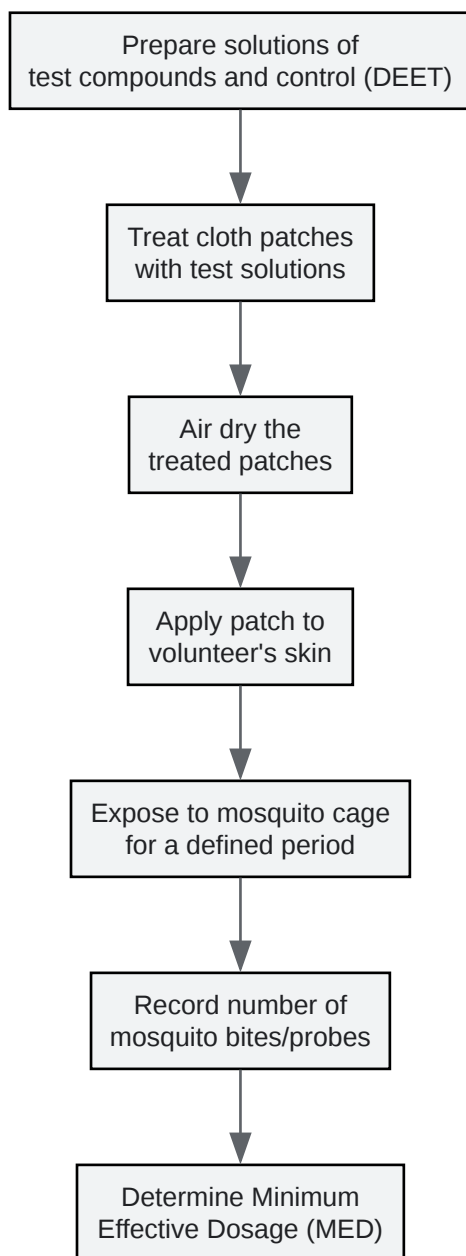 Prepare solutions of
test compounds and control (DEET)
Treat cloth patches
with test solutions
Air dry the
treated patches
Apply patch to
volunteer's skin
Expose to mosquito cage
for a defined period
Record number of
mosquito bites/probes
Determine Minimum
Effective Dosage (MED)